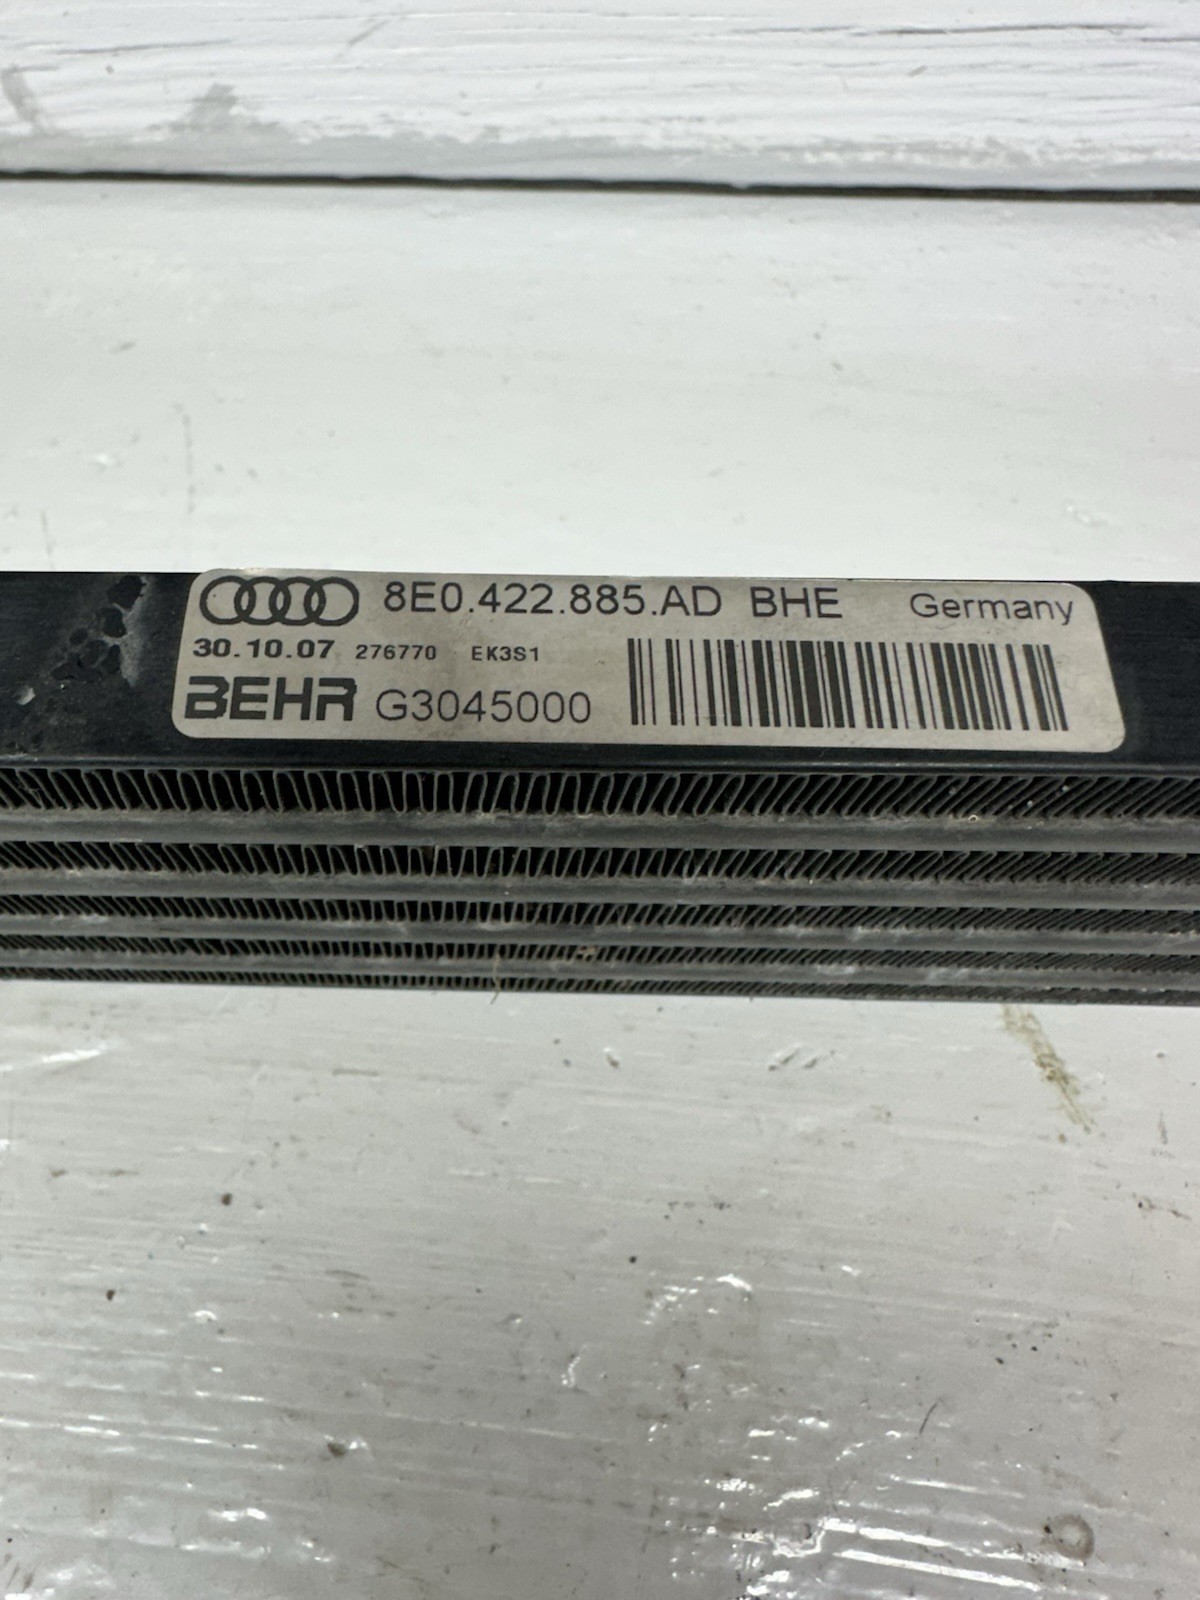 8E0.422.885.AD BHE Germany
30.10.07 276770 EK3S1
BEHR G3045000